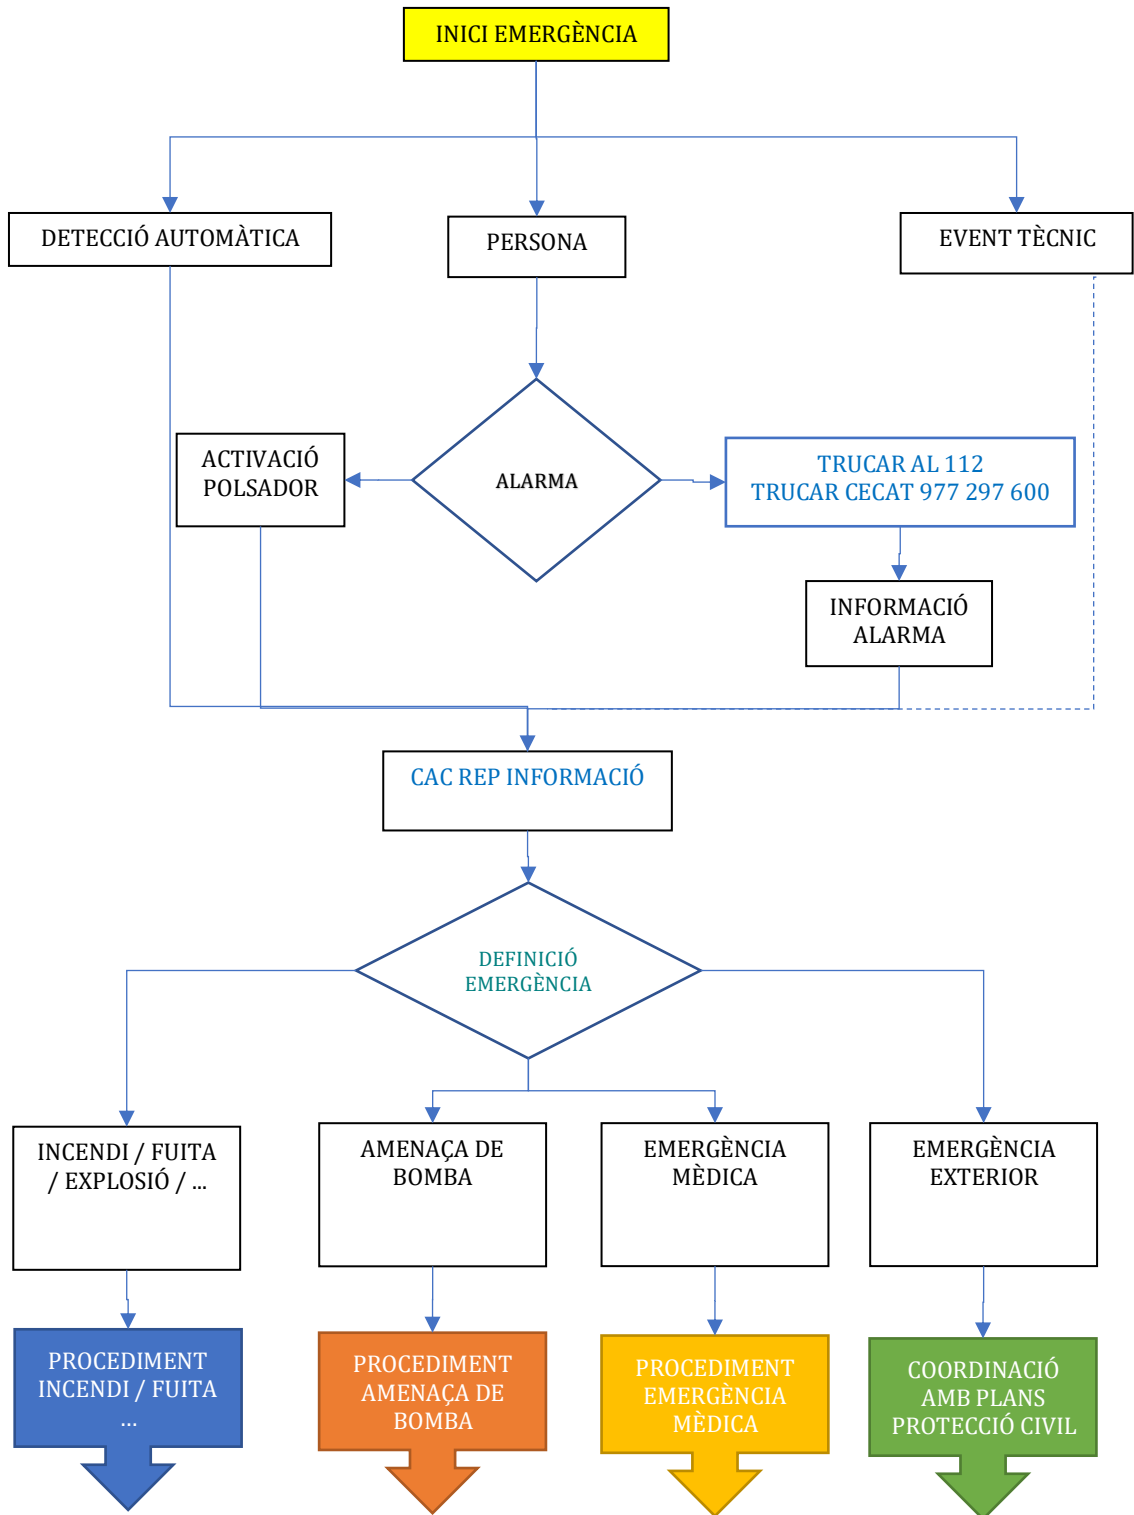 INICI EMERGÈNCIA
DETECCIÓ AUTOMÀTICA
PERSONA
EVENT TÈCNIC
ACTIVACIÓ
POLSADOR
ALARMA
TRUCAR AL 112
TRUCAR CECAT 977 297 600
INFORMACIÓ
ALARMA
CAC REP INFORMACIÓ
DEFINICIÓ
EMERGÈNCIA
INCENDI / FUITA
/ EXPLOSIÓ / ...
AMENAÇA DE
BOMBA
EMERGÈNCIA
MÈDICA
EMERGÈNCIA
EXTERIOR
PROCEDIMENT
INCENDI / FUITA
...
PROCEDIMENT
AMENAÇA DE
BOMBA
PROCEDIMENT
EMERGÈNCIA
MÈDICA
COORDINACIÓ
AMB PLANS
PROTECCIÓ CIVIL